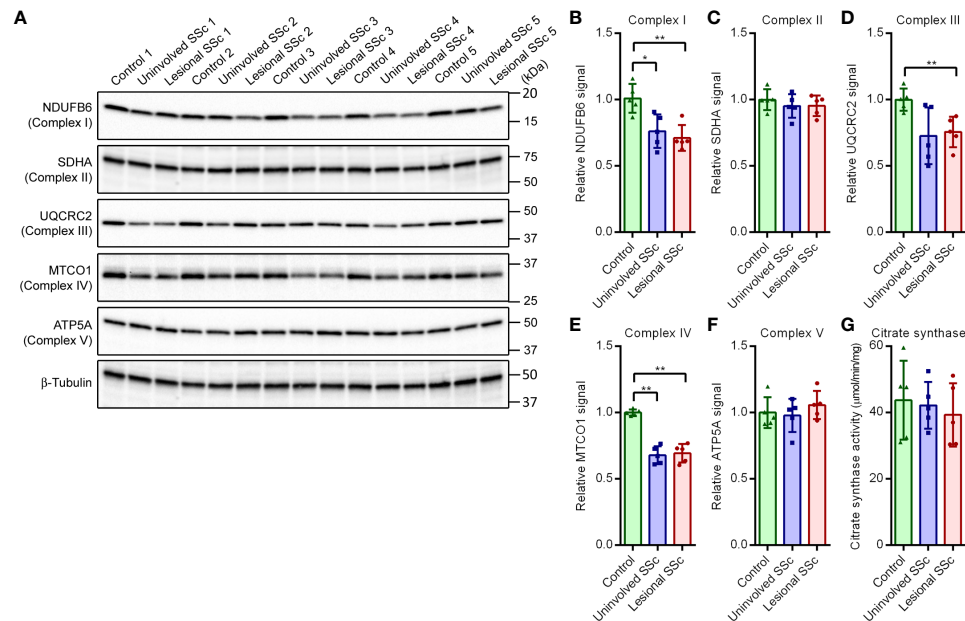 A
Control 1
Uninvolved SSc 1
Lesional SSc 1
Control 2
Uninvolved SSc 2
Lesional SSc 2
Control 3
Uninvolved SSc 3
Lesional SSc 3
Control 4
Uninvolved SSc 4
Lesional SSc 4
Control 5
Uninvolved SSc 5
Lesional SSc 5
(kDa)
NDUFB6
(Complex I)
20
15
SDHA
(Complex II)
75
50
UQCRC2
(Complex III)
50
37
MTCO1
(Complex IV)
37
25
ATP5A
(Complex V)
50
37
β-Tubulin
50
37
B
Complex I
Relative NDUFB6 signal
1.5
1.0
0.5
0.0
*
**
Control
Uninvolved SSc
Lesional SSc
C
Complex II
Relative SDHA signal
1.5
1.0
0.5
0.0
Control
Uninvolved SSc
Lesional SSc
D
Complex III
Relative UQCRC2 signal
1.5
1.0
0.5
0.0
**
Control
Uninvolved SSc
Lesional SSc
E
Complex IV
Relative MTCO1 signal
1.5
1.0
0.5
0.0
**
**
Control
Uninvolved SSc
Lesional SSc
F
Complex V
Relative ATP5A signal
1.5
1.0
0.5
0.0
Control
Uninvolved SSc
Lesional SSc
G
Citrate synthase
Citrate synthase activity (μmol/min/mg)
60
40
20
0
Control
Uninvolved SSc
Lesional SSc